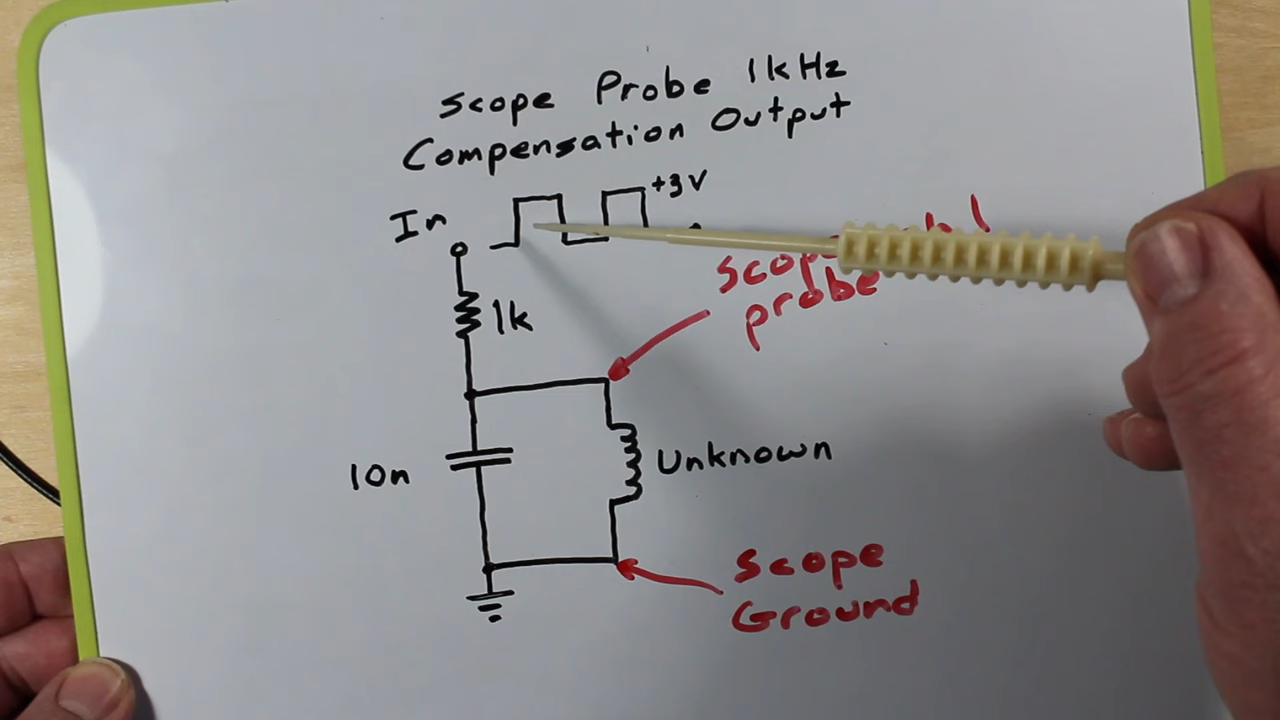 Scope Probe 1kHz
Compensation Output
In
+3V
1k
probe
10n
Unknown
Scope
Ground